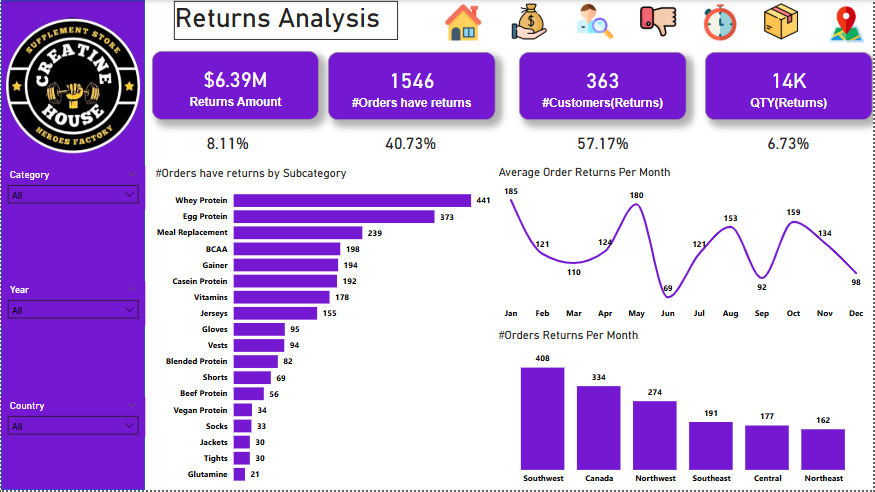 Returns Analysis
SUPPLEMENT STORE
CREATINE
HOUSE
HEROES FACTORY
$6.39M
Returns Amount
1546
#Orders have returns
363
#Customers(Returns)
14K
QTY(Returns)
8.11%
40.73%
57.17%
6.73%
Category
All
Year
All
Country
All
#Orders have returns by Subcategory
Whey Protein 441
Egg Protein 373
Meal Replacement 239
BCAA 198
Gainer 194
Casein Protein 192
Vitamins 178
Jerseys 155
Gloves 95
Vests 94
Blended Protein 82
Shorts 69
Beef Protein 56
Vegan Protein 34
Socks 33
Jackets 30
Tights 30
Glutamine 21
Average Order Returns Per Month
185 121 110 124 180 69 121 153 92 159 134 98
Jan Feb Mar Apr May Jun Jul Aug Sep Oct Nov Dec
#Orders Returns Per Month
408 334 274 191 177 162
Southwest Canada Northwest Southeast Central Northeast